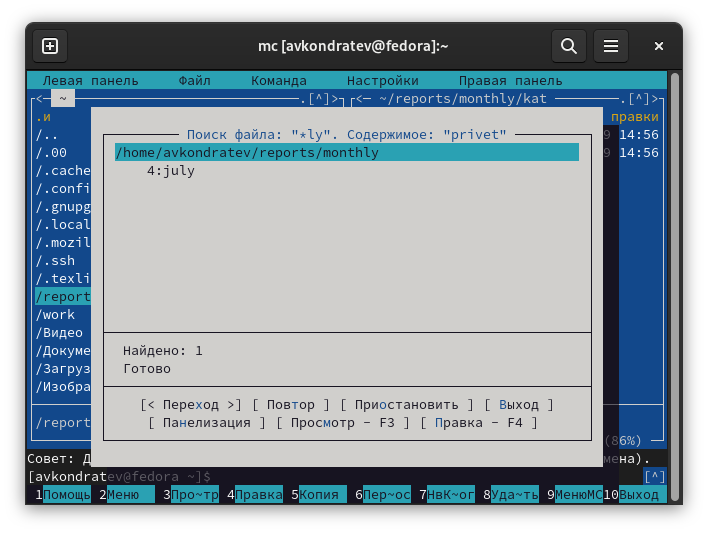 mc [avkondratev@fedora]:~
Левая панель Файл Команда Настройки Правая панель
<─ ~ .[^]> <─ ~/reports/monthly/kat .[^]>
.и правки
/..
9 14:56
/.00 9 14:56
/.cache
/.confi
/.gnupg
/.local
/.mozil
/.ssh
/.texli
/report
/work
/Видео
/Докуме
/Загруз
/Изобра
/report
(86%)
Поиск файла: "*ly". Содержимое: "privet"
/home/avkondratev/reports/monthly
4:july
Найдено: 1
Готово
[< Переход >] [ Повтор ] [ Приостановить ] [ Выход ]
[ Панелизация ] [ Просмотр - F3 ] [ Правка - F4 ]
Совет: Д мена).
[avkondratev@fedora ~]$ [^]
1Помощь 2Меню 3Про~тр 4Правка 5Копия 6Пер~ос 7НвК~ог 8Уда~ть 9МенюМС 10Выход